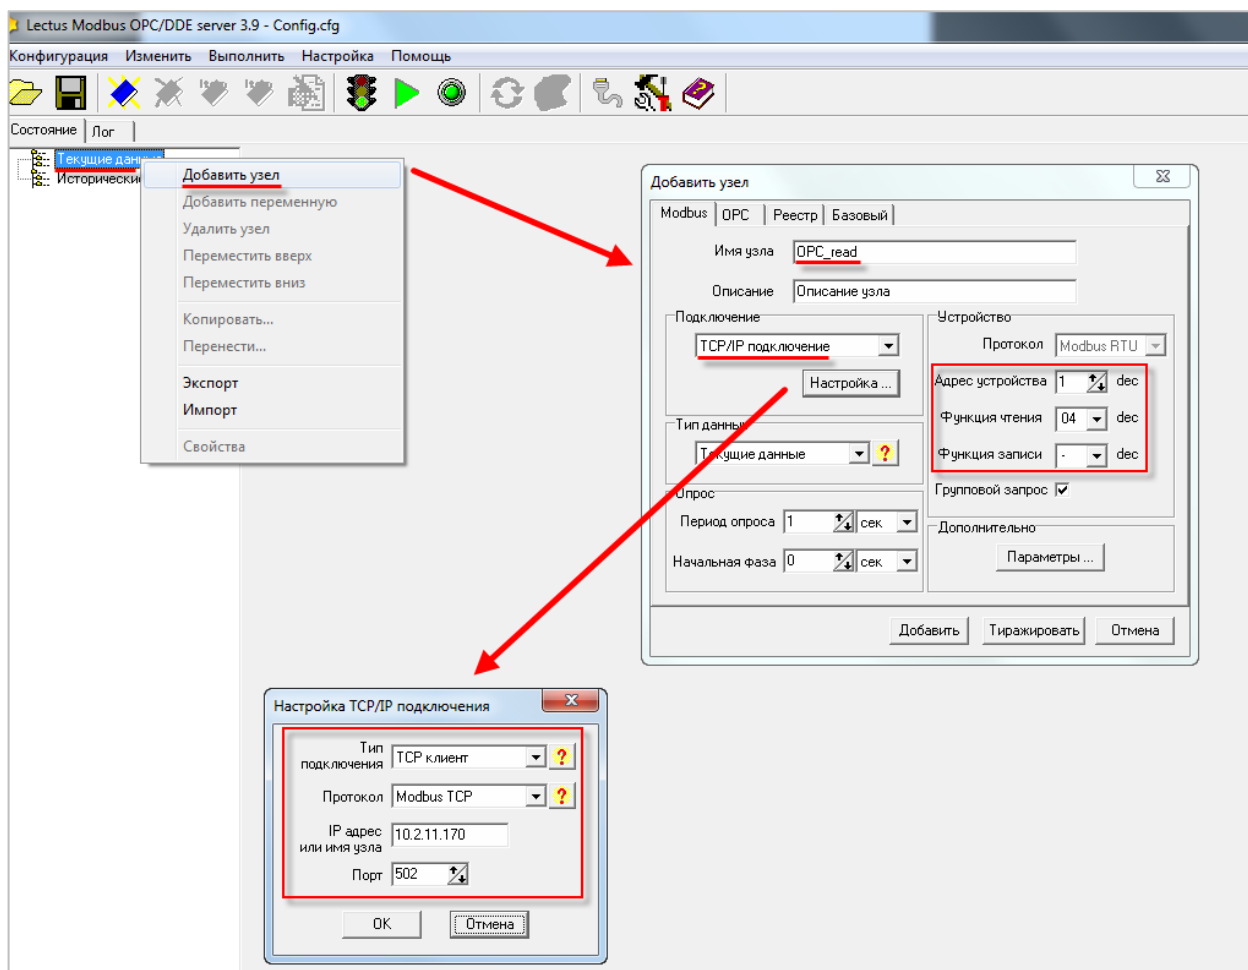 Lectus Modbus OPC/DDE server 3.9 - Config.cfg
Конфигурация Изменить Выполнить Настройка Помощь
Состояние Лог
Текущие данные
Исторические
Добавить узел
Добавить переменную
Удалить узел
Переместить вверх
Переместить вниз
Копировать...
Перенести...
Экспорт
Импорт
Свойства
Добавить узел
Modbus OPC Реестр Базовый
Имя узла OPC_read
Описание Описание узла
Подключение
TCP/IP подключение
Настройка ...
Тип данных
Текущие данные ?
Опрос
Период опроса 1 сек
Начальная фаза 0 сек
Устройство
Протокол Modbus RTU
Адрес устройства 1 dec
Функция чтения 04 dec
Функция записи - dec
Групповой запрос
Дополнительно
Параметры ...
Добавить Тиражировать Отмена
Настройка TCP/IP подключения
Тип
подключения TCP клиент ?
Протокол Modbus TCP ?
IP адрес
или имя узла 10.2.11.170
Порт 502
OK Отмена